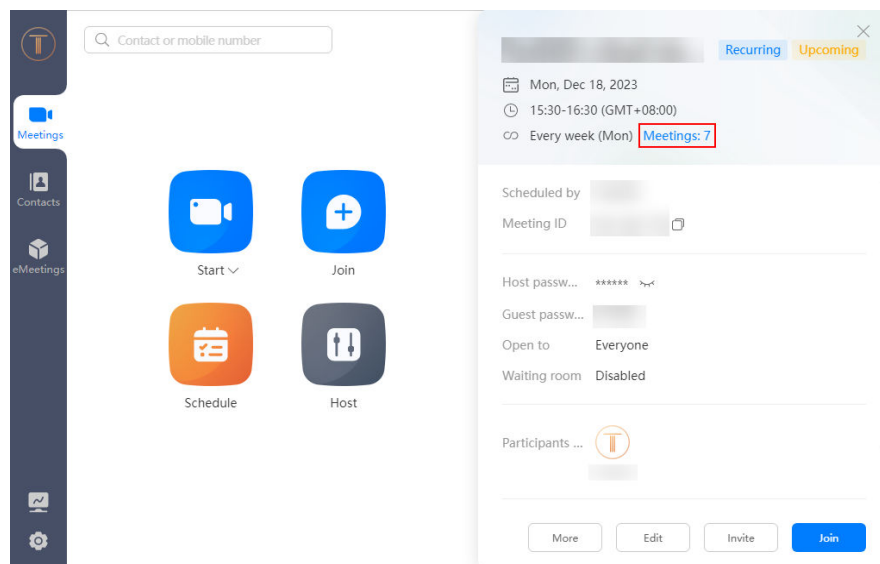 Contact or mobile number
Meetings
Contacts
eMeetings
Start
Join
Schedule
Host
Recurring Upcoming
Mon, Dec 18, 2023
15:30-16:30 (GMT+08:00)
Every week (Mon) Meetings: 7
Scheduled by
Meeting ID
Host passw... ******
Guest passw...
Open to Everyone
Waiting room Disabled
Participants ...
More Edit Invite Join